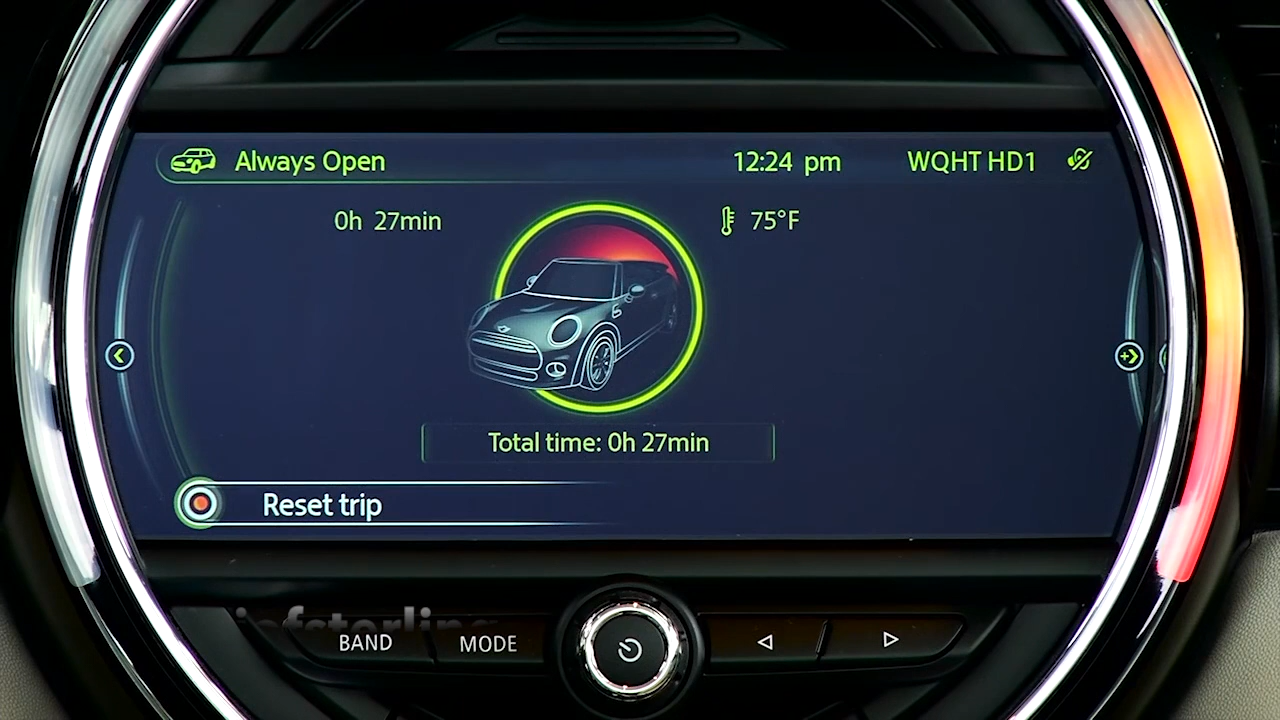 Always Open
12:24 pm
WQHT HD1
0h 27min
75°F
Total time: 0h 27min
Reset trip
BAND
MODE